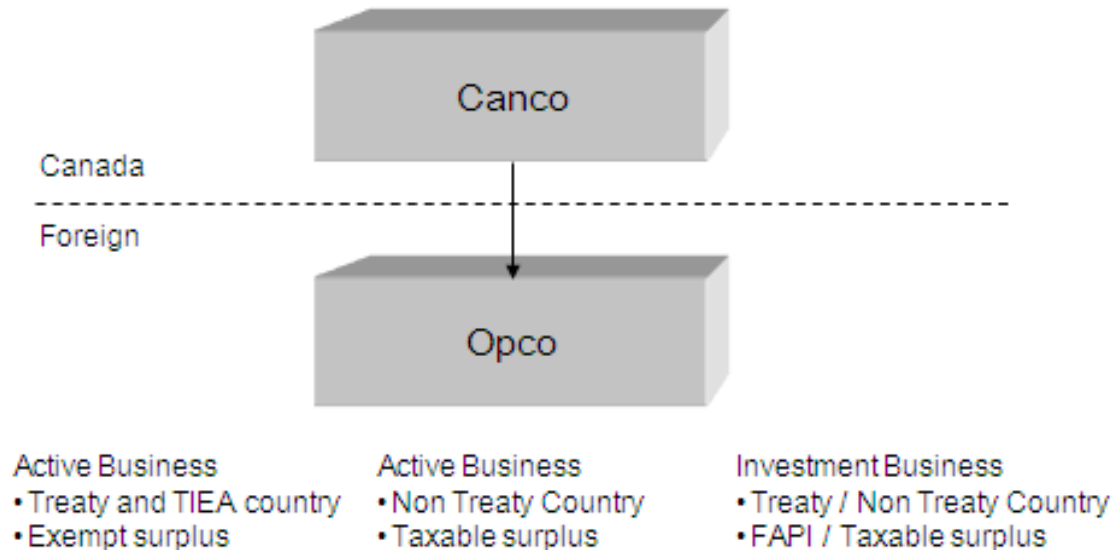 Canco
Canada
Foreign
Opco
Active Business
• Treaty and TIEA country
• Exempt surplus
Active Business
• Non Treaty Country
• Taxable surplus
Investment Business
• Treaty / Non Treaty Country
• FAPI / Taxable surplus